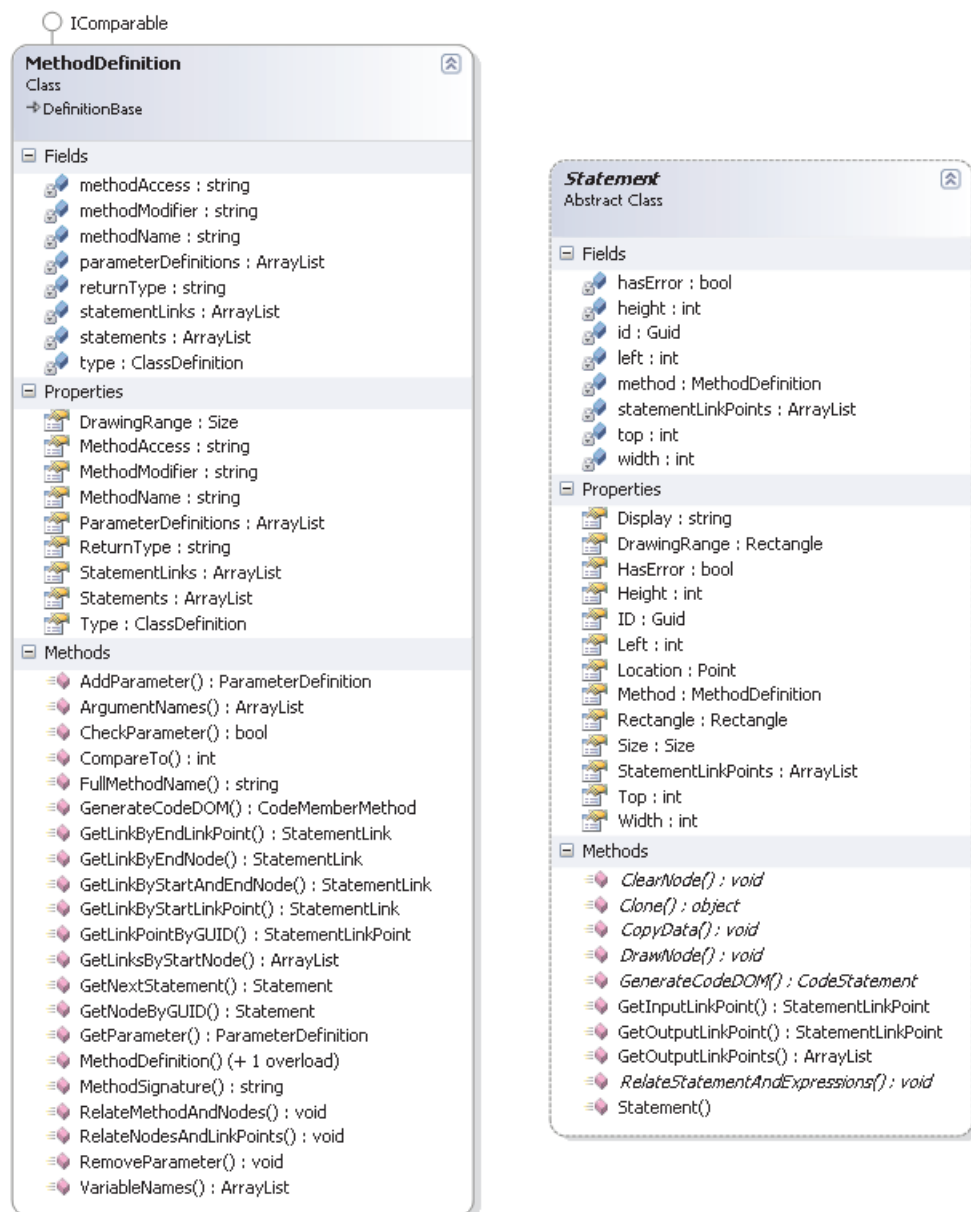 IComparable
MethodDefinition
Class
DefinitionBase
Fields
methodAccess : string
methodModifier : string
methodName : string
parameterDefinitions : ArrayList
returnType : string
statementLinks : ArrayList
statements : ArrayList
type : ClassDefinition
Properties
DrawingRange : Size
MethodAccess : string
MethodModifier : string
MethodName : string
ParameterDefinitions : ArrayList
ReturnType : string
StatementLinks : ArrayList
Statements : ArrayList
Type : ClassDefinition
Methods
AddParameter() : ParameterDefinition
ArgumentNames() : ArrayList
CheckParameter() : bool
CompareTo() : int
FullMethodName() : string
GenerateCodeDOM() : CodeMemberMethod
GetLinkByEndLinkPoint() : StatementLink
GetLinkByEndNode() : StatementLink
GetLinkByStartAndEndNode() : StatementLink
GetLinkByStartLinkPoint() : StatementLink
GetLinkPointByGUID() : StatementLinkPoint
GetLinksByStartNode() : ArrayList
GetNextStatement() : Statement
GetNodeByGUID() : Statement
GetParameter() : ParameterDefinition
MethodDefinition() (+ 1 overload)
MethodSignature() : string
RelateMethodAndNodes() : void
RelateNodesAndLinkPoints() : void
RemoveParameter() : void
VariableNames() : ArrayList
Statement
Abstract Class
Fields
hasError : bool
height : int
id : Guid
left : int
method : MethodDefinition
statementLinkPoints : ArrayList
top : int
width : int
Properties
Display : string
DrawingRange : Rectangle
HasError : bool
Height : int
ID : Guid
Left : int
Location : Point
Method : MethodDefinition
Rectangle : Rectangle
Size : Size
StatementLinkPoints : ArrayList
Top : int
Width : int
Methods
ClearNode() : void
Clone() : object
CopyData() : void
DrawNode() : void
GenerateCodeDOM() : CodeStatement
GetInputLinkPoint() : StatementLinkPoint
GetOutputLinkPoint() : StatementLinkPoint
GetOutputLinkPoints() : ArrayList
RelateStatementAndExpressions() : void
Statement()